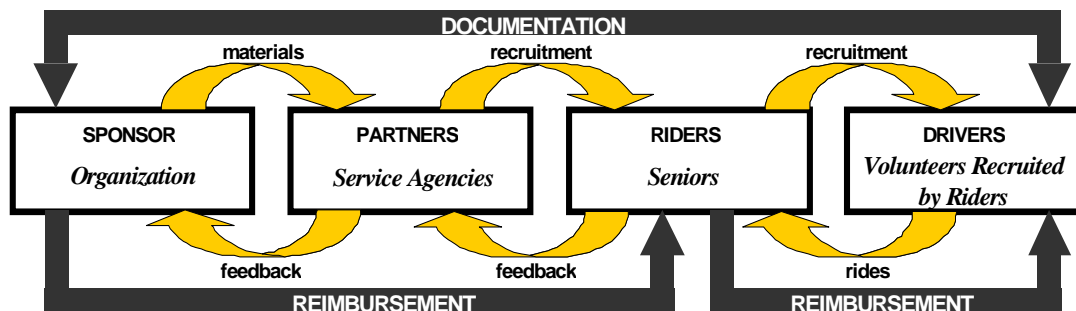 DOCUMENTATION
materials
recruitment
recruitment
SPONSOR
Organization
PARTNERS
Service Agencies
RIDERS
Seniors
DRIVERS
Volunteers Recruited
by Riders
feedback
feedback
rides
REIMBURSEMENT
REIMBURSEMENT